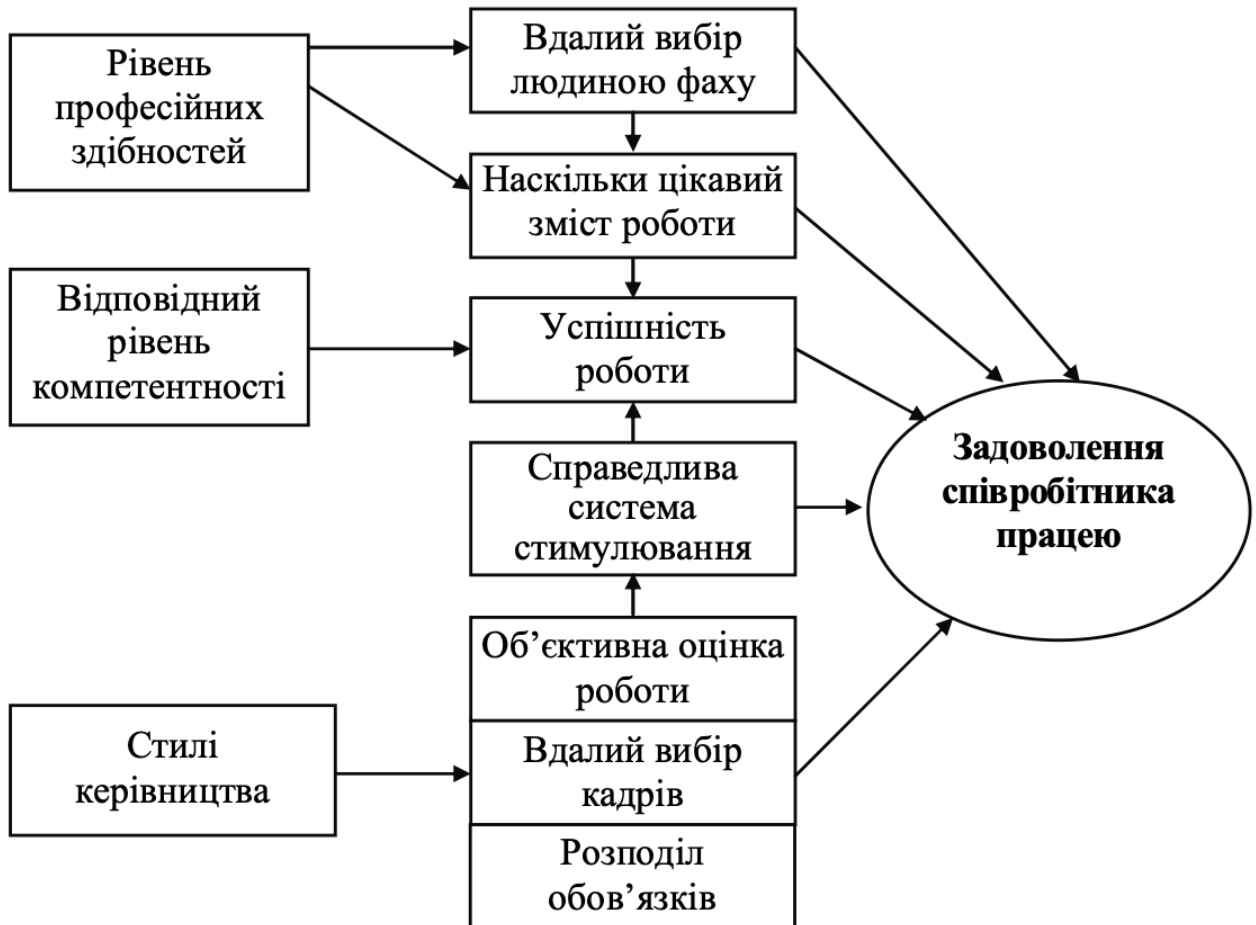 Рівень
професійних
здібностей
Відповідний
рівень
компетентності
Стилі
керівництва
Вдалий вибір
людиною фаху
Наскільки цікавий
зміст роботи
Успішність
роботи
Справедлива
система
стимулювання
Об’єктивна оцінка
роботи
Вдалий вибір
кадрів
Розподіл
обов’язків
Задоволення
співробітника
працею